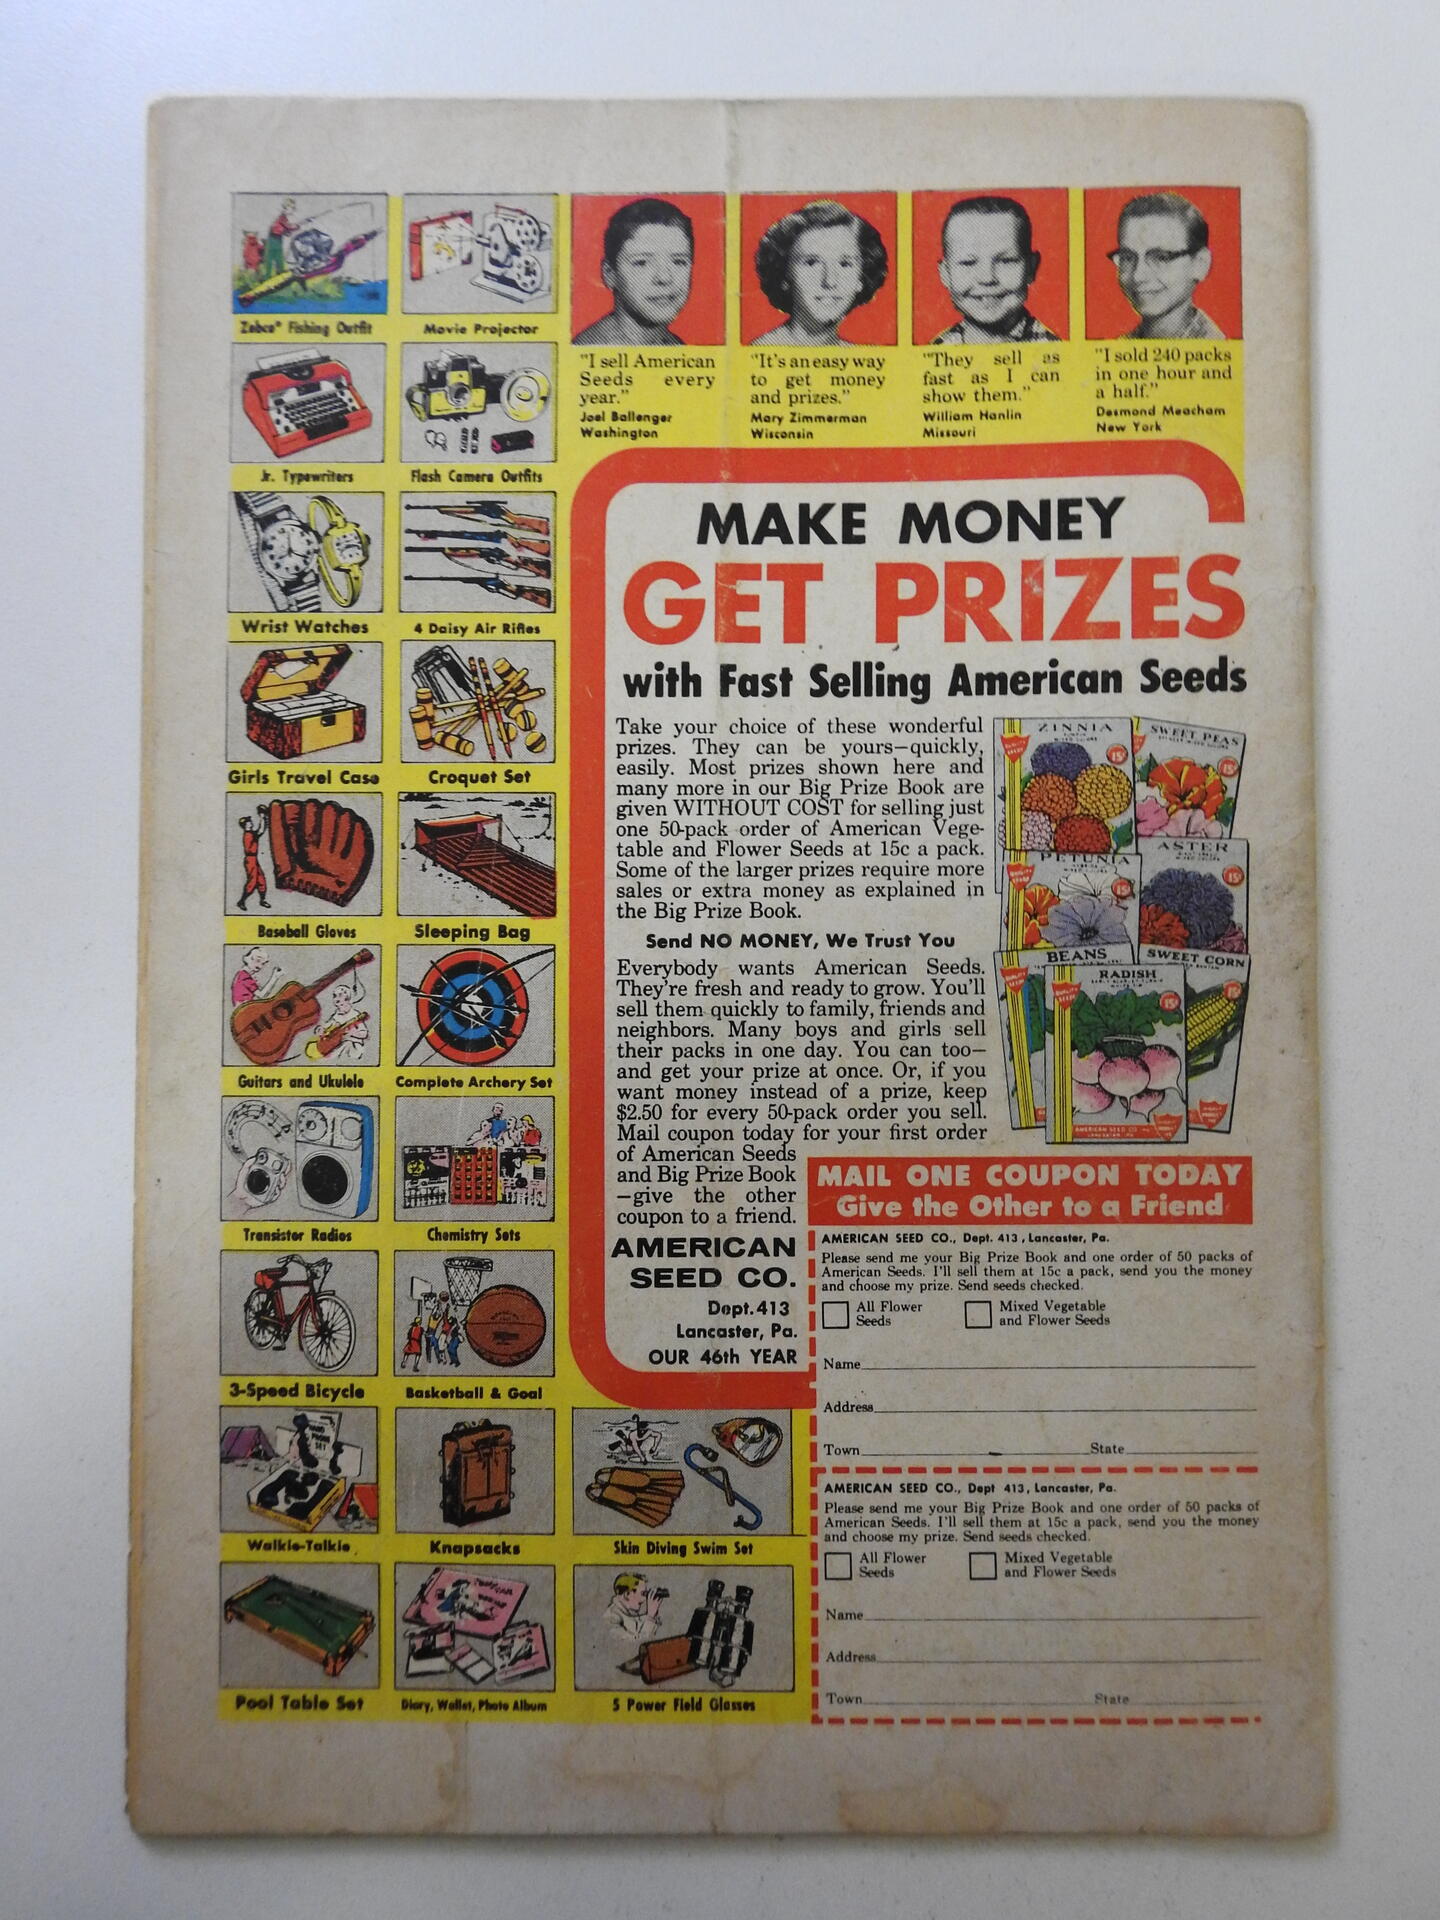 Zebco® Fishing Outfit
Movie Projector
Jr. Typewriters
Flash Camera Outfits
Wrist Watches
4 Daisy Air Rifles
Girls Travel Case
Croquet Set
Baseball Gloves
Sleeping Bag
Guitars and Ukulele
Complete Archery Set
Transistor Radios
Chemistry Sets
3-Speed Bicycle
Basketball & Goal
Walkie-Talkie
Knapsacks
Skin Diving Swim Set
Pool Table Set
Diary, Wallet, Photo Album
5 Power Field Glasses
"I sell American
Seeds every
year."
Joel Ballenger
Washington
"It's an easy way
to get money
and prizes."
Mary Zimmerman
Wisconsin
"They sell as
fast as I can
show them."
William Hanlin
Missouri
"I sold 240 packs
in one hour and
a half."
Desmond Meacham
New York
MAKE MONEY
GET PRIZES
with Fast Selling American Seeds
Take your choice of these wonderful
prizes. They can be yours—quickly,
easily. Most prizes shown here and
many more in our Big Prize Book are
given WITHOUT COST for selling just
one 50-pack order of American Vege-
table and Flower Seeds at 15c a pack.
Some of the larger prizes require more
sales or extra money as explained in
the Big Prize Book.
Send NO MONEY, We Trust You
Everybody wants American Seeds.
They're fresh and ready to grow. You'll
sell them quickly to family, friends and
neighbors. Many boys and girls sell
their packs in one day. You can too—
and get your prize at once. Or, if you
want money instead of a prize, keep
$2.50 for every 50-pack order you sell.
Mail coupon today for your first order
of American Seeds
and Big Prize Book
—give the other
coupon to a friend.
AMERICAN
SEED CO.
Dept. 413
Lancaster, Pa.
OUR 46th YEAR
ZINNIA
15¢
SWEET PEAS
15¢
PETUNIA
15¢
ASTER
15¢
BEANS
SWEET CORN
15¢
RADISH
15¢
AMERICAN SEED CO
MAIL ONE COUPON TODAY
Give the Other to a Friend
AMERICAN SEED CO., Dept. 413, Lancaster, Pa.
Please send me your Big Prize Book and one order of 50 packs of
American Seeds. I'll sell them at 15c a pack, send you the money
and choose my prize. Send seeds checked.
All Flower
Seeds
Mixed Vegetable
and Flower Seeds
Name
Address
Town State
AMERICAN SEED CO., Dept 413, Lancaster, Pa.
Please send me your Big Prize Book and one order of 50 packs of
American Seeds. I'll sell them at 15c a pack, send you the money
and choose my prize. Send seeds checked.
All Flower
Seeds
Mixed Vegetable
and Flower Seeds
Name
Address
Town State